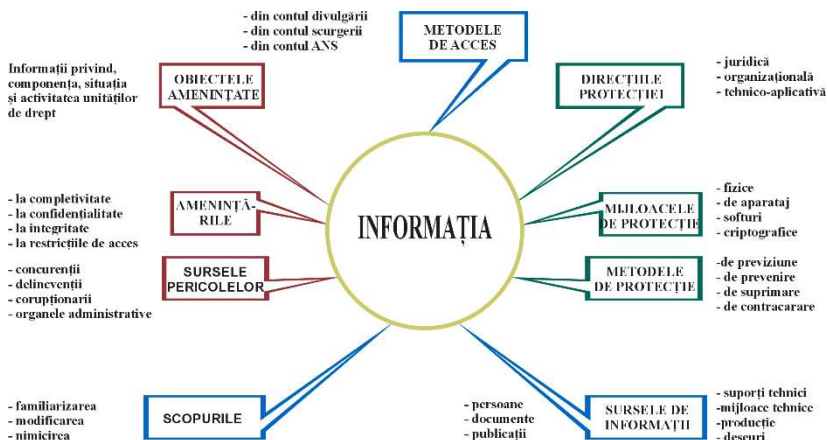 - din contul divulgării
- din contul scurgerii
- din contul ANS
METODELE
DE ACCES
Informații privind,
componența, situația
și activitatea unităților
de drept
OBIECTELE
AMENINȚATE
DIRECȚIILE
PROTECȚIEI
- juridică
- organizațională
- tehnico-aplicativă
- la completivitate
- la confidențialitate
- la integritate
- la restricțiile de acces
AMENINȚĂ-
RILE
INFORMAȚIA
MIJLOACELE
DE PROTECȚIE
- fizice
- de aparataj
- softuri
- criptografice
- concurenții
- delincvenții
- corupționarii
- organele administrative
SURSELE
PERICOLELOR
METODELE
DE PROTECȚIE
-de previziune
- de prevenire
- de suprimare
- de contracarare
- familiarizarea
- modificarea
- nimicirea
SCOPURILE
- persoane
- documente
- publicații
SURSELE DE
INFORMAȚII
- suporți tehnici
-mijloace tehnice
-producție
- deseuri